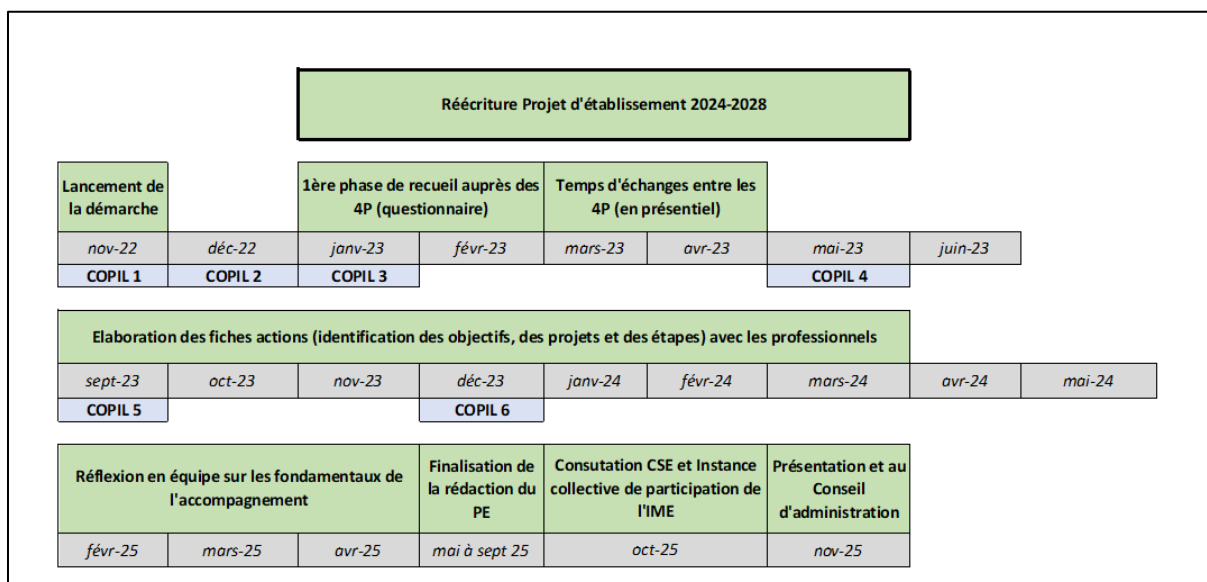 Réécriture Projet d'établissement 2024-2028
Lancement de
la démarche
1ère phase de recueil auprès des
4P (questionnaire)
Temps d'échanges entre les
4P (en présentiel)
nov-22 déc-22 janv-23 févr-23 mars-23 avr-23 mai-23 juin-23
COPIL 1 COPIL 2 COPIL 3 COPIL 4
Elaboration des fiches actions (identification des objectifs, des projets et des étapes) avec les professionnels
sept-23 oct-23 nov-23 déc-23 janv-24 févr-24 mars-24 avr-24 mai-24
COPIL 5 COPIL 6
Réflexion en équipe sur les fondamentaux de
l'accompagnement
Finalisation de
la rédaction du
PE
Consutation CSE et Instance
collective de participation de
l'IME
Présentation et au
Conseil
d'administration
févr-25 mars-25 avr-25 mai à sept 25 oct-25 nov-25